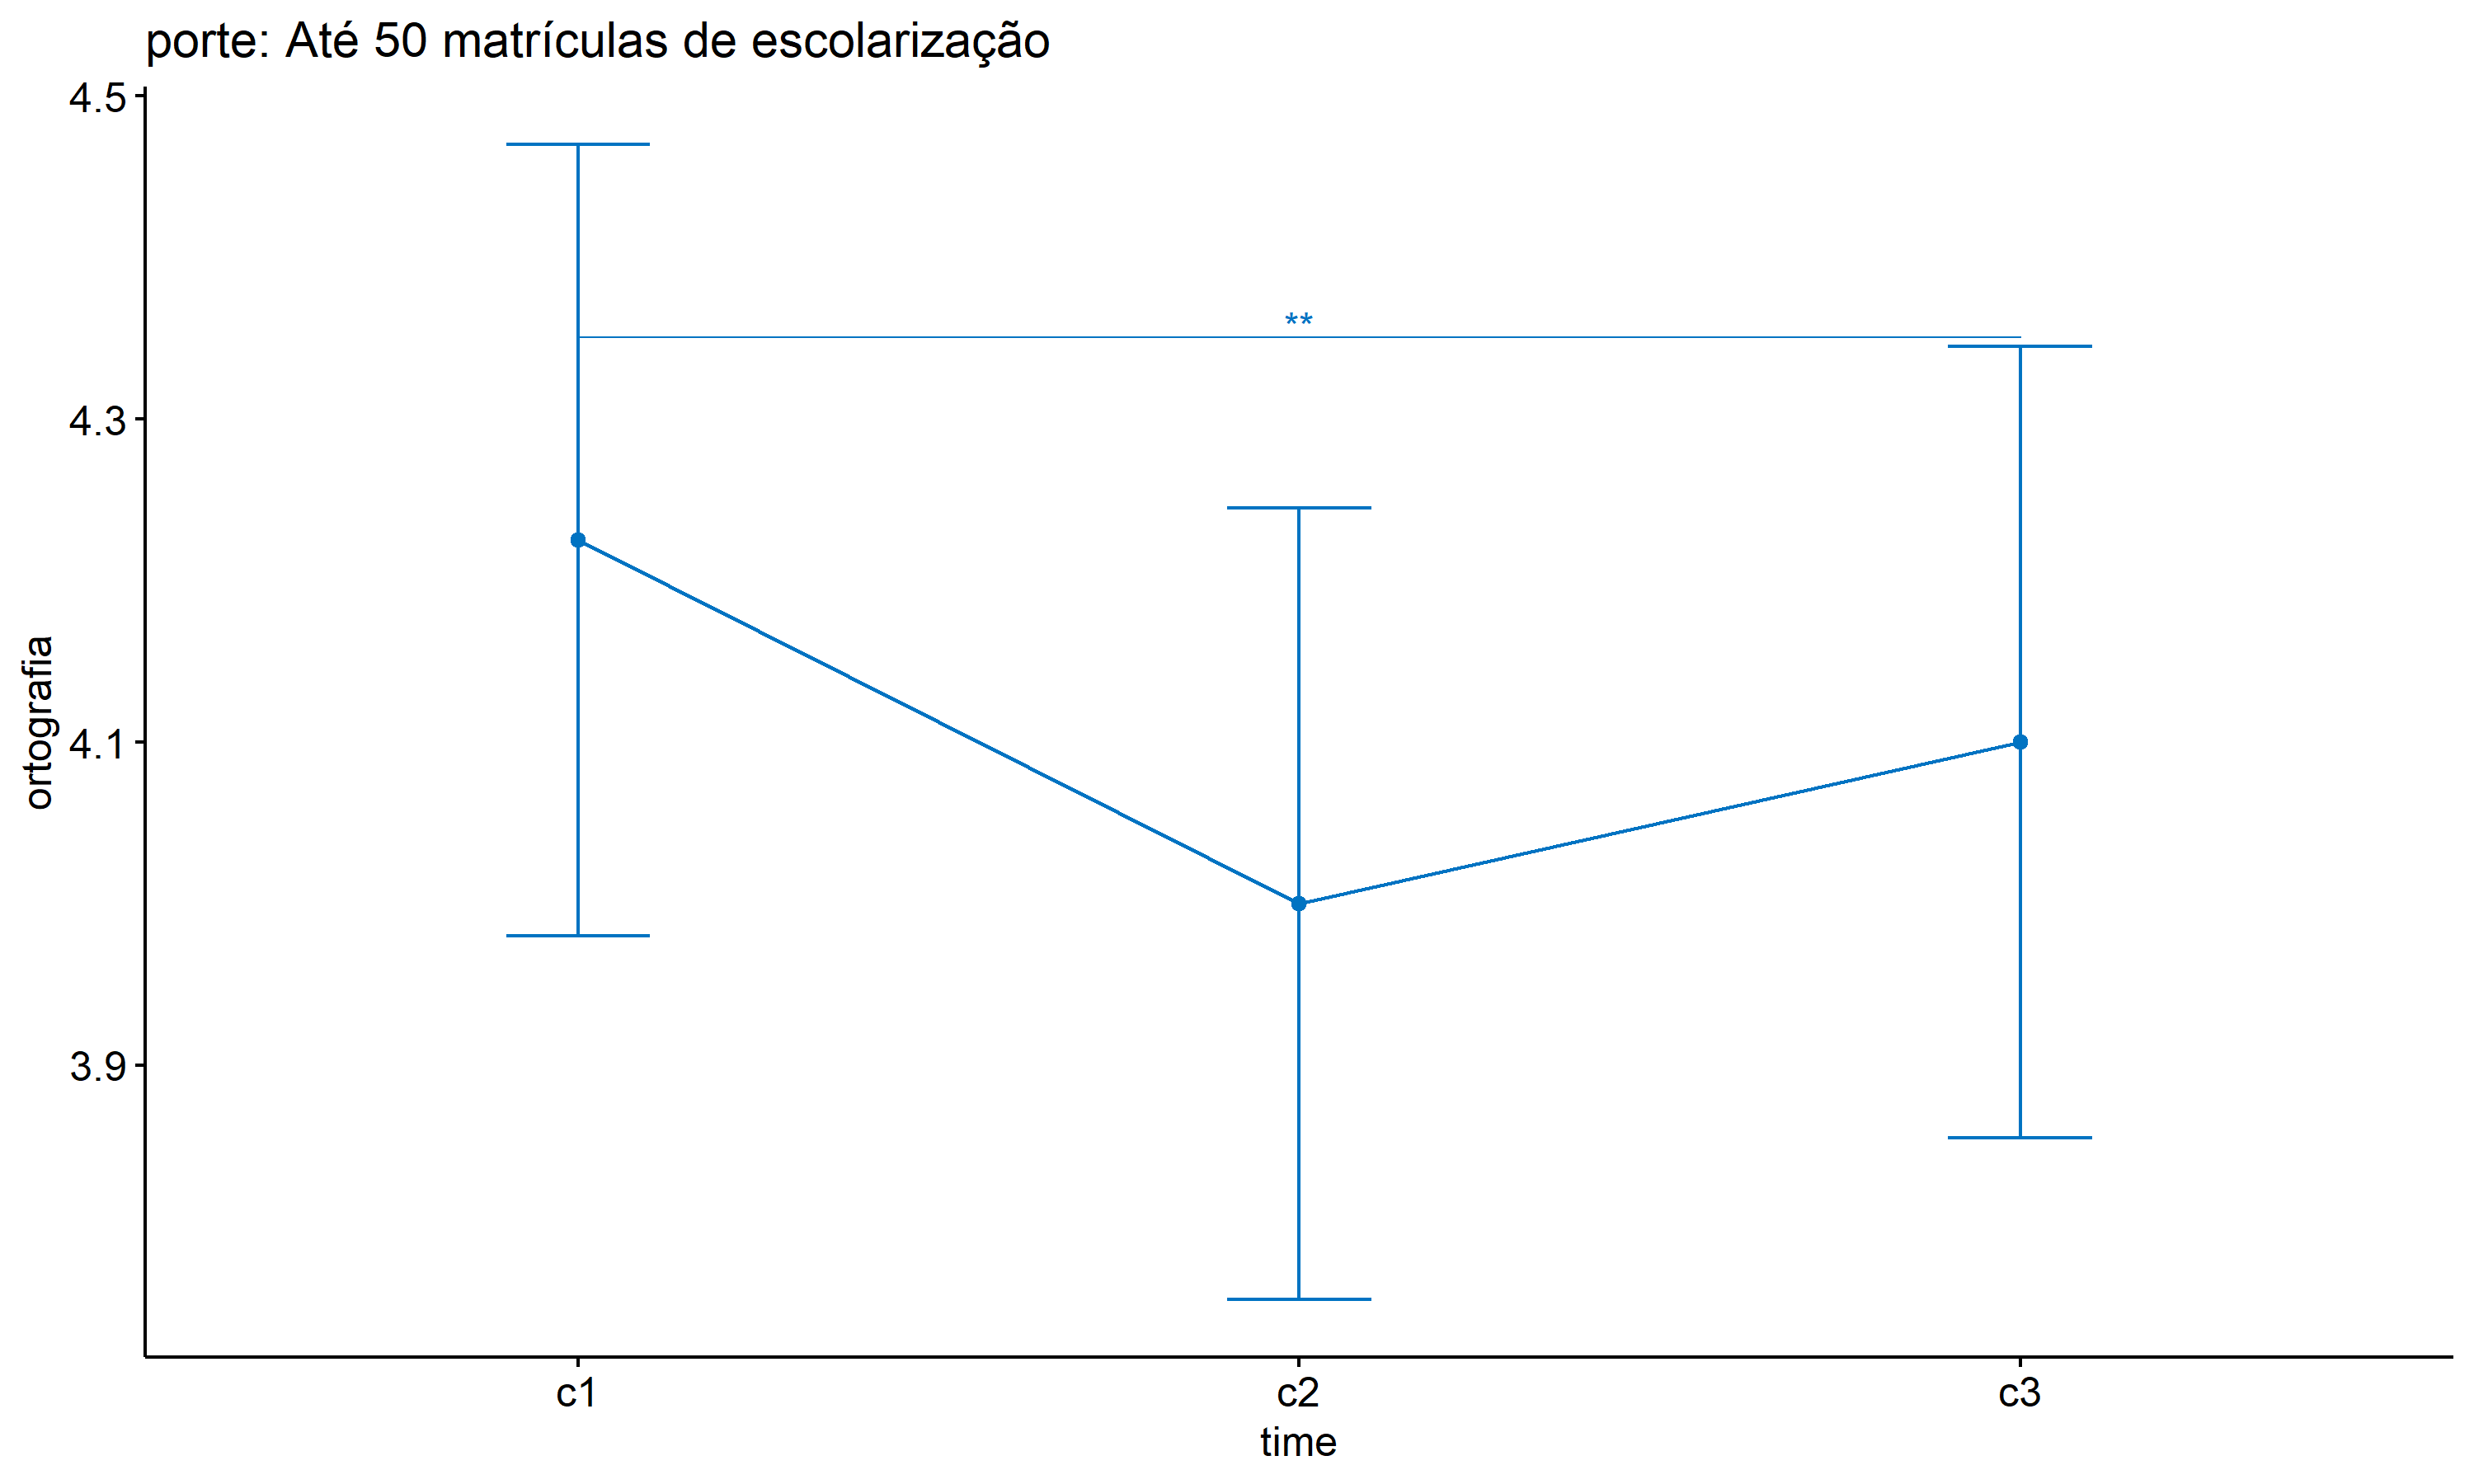 porte: Até 50 matrículas de escolarização
4.5
**
4.3
ortografia
4.1
3.9
c1 c2 c3
time